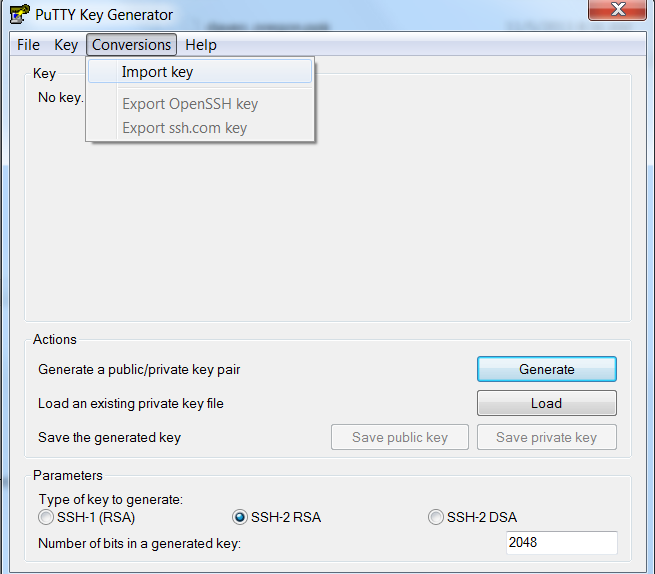 PuTTY Key Generator
File Key Conversions Help
Import key
Export OpenSSH key
Export ssh.com key
Key
No key.
Actions
Generate a public/private key pair
Generate
Load an existing private key file
Load
Save the generated key
Save public key
Save private key
Parameters
Type of key to generate:
SSH-1 (RSA) SSH-2 RSA SSH-2 DSA
Number of bits in a generated key:
2048